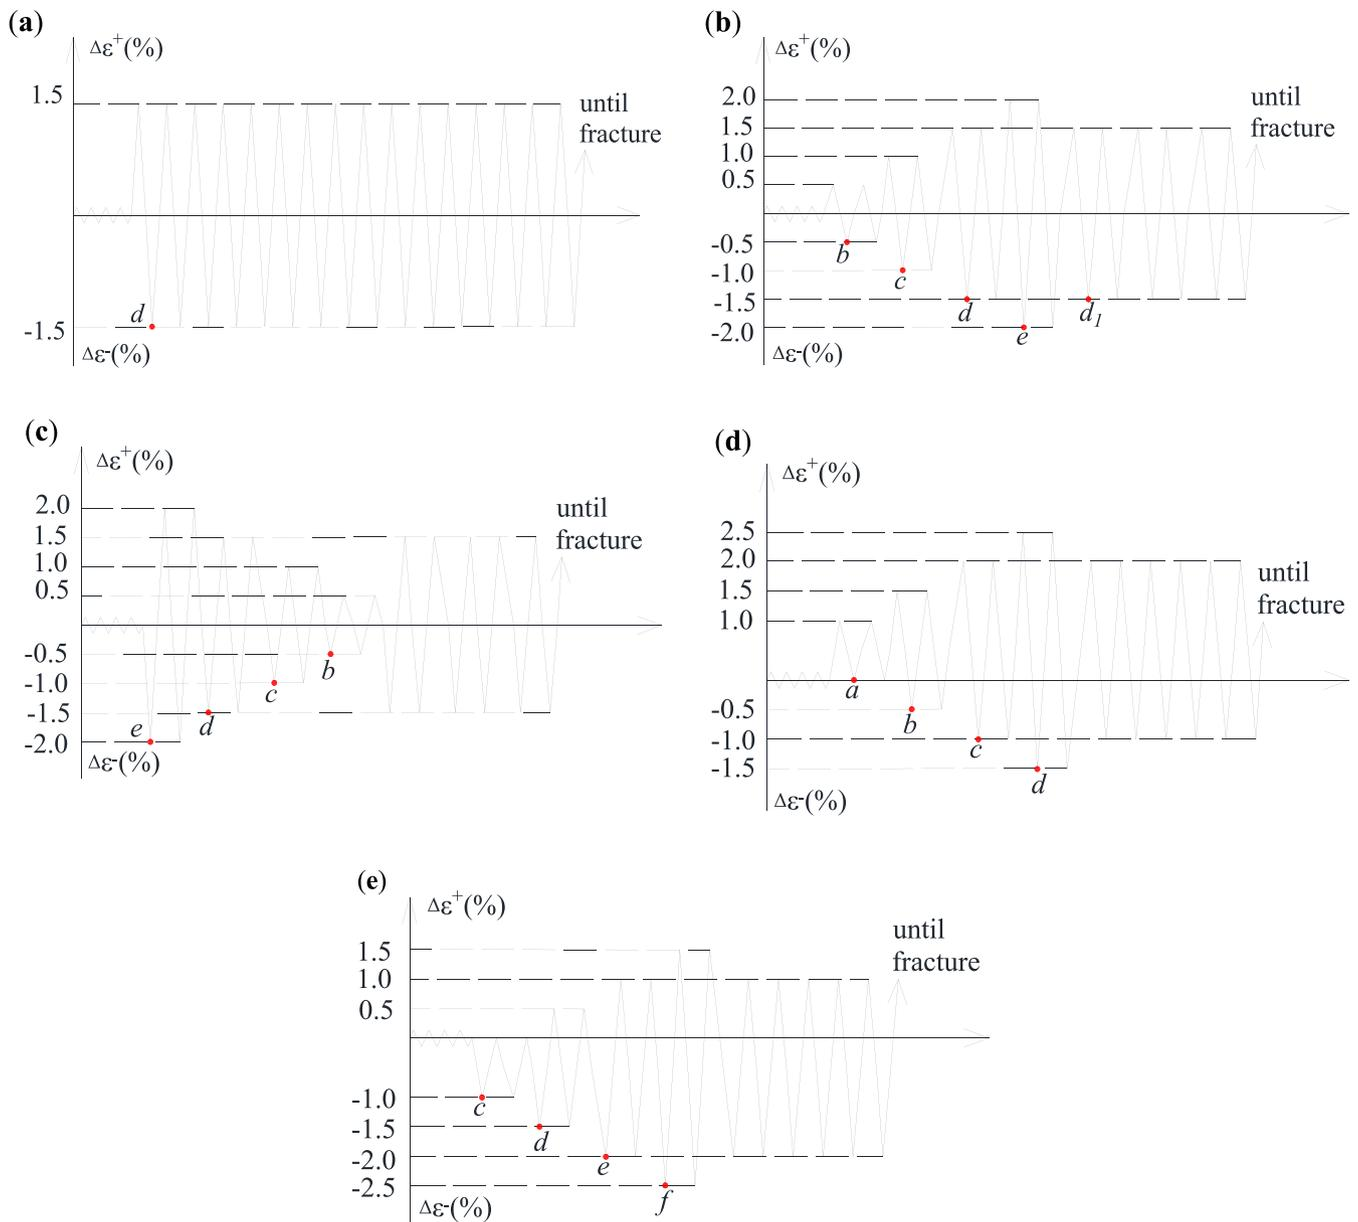 (a)
Δε+(%)
1.5
until
fracture
d
-1.5
Δε-(%)
(b)
Δε+(%)
2.0
1.5
1.0
0.5
until
fracture
-0.5
b
-1.0
c
-1.5
d
d1
-2.0
e
Δε-(%)
(c)
Δε+(%)
2.0
1.5
1.0
0.5
until
fracture
-0.5
b
-1.0
c
-1.5
d
e
-2.0
Δε-(%)
(d)
Δε+(%)
2.5
2.0
1.5
1.0
until
fracture
a
-0.5
b
-1.0
c
-1.5
d
Δε-(%)
(e)
Δε+(%)
1.5
1.0
0.5
until
fracture
-1.0
c
-1.5
d
-2.0
e
-2.5
f
Δε-(%)